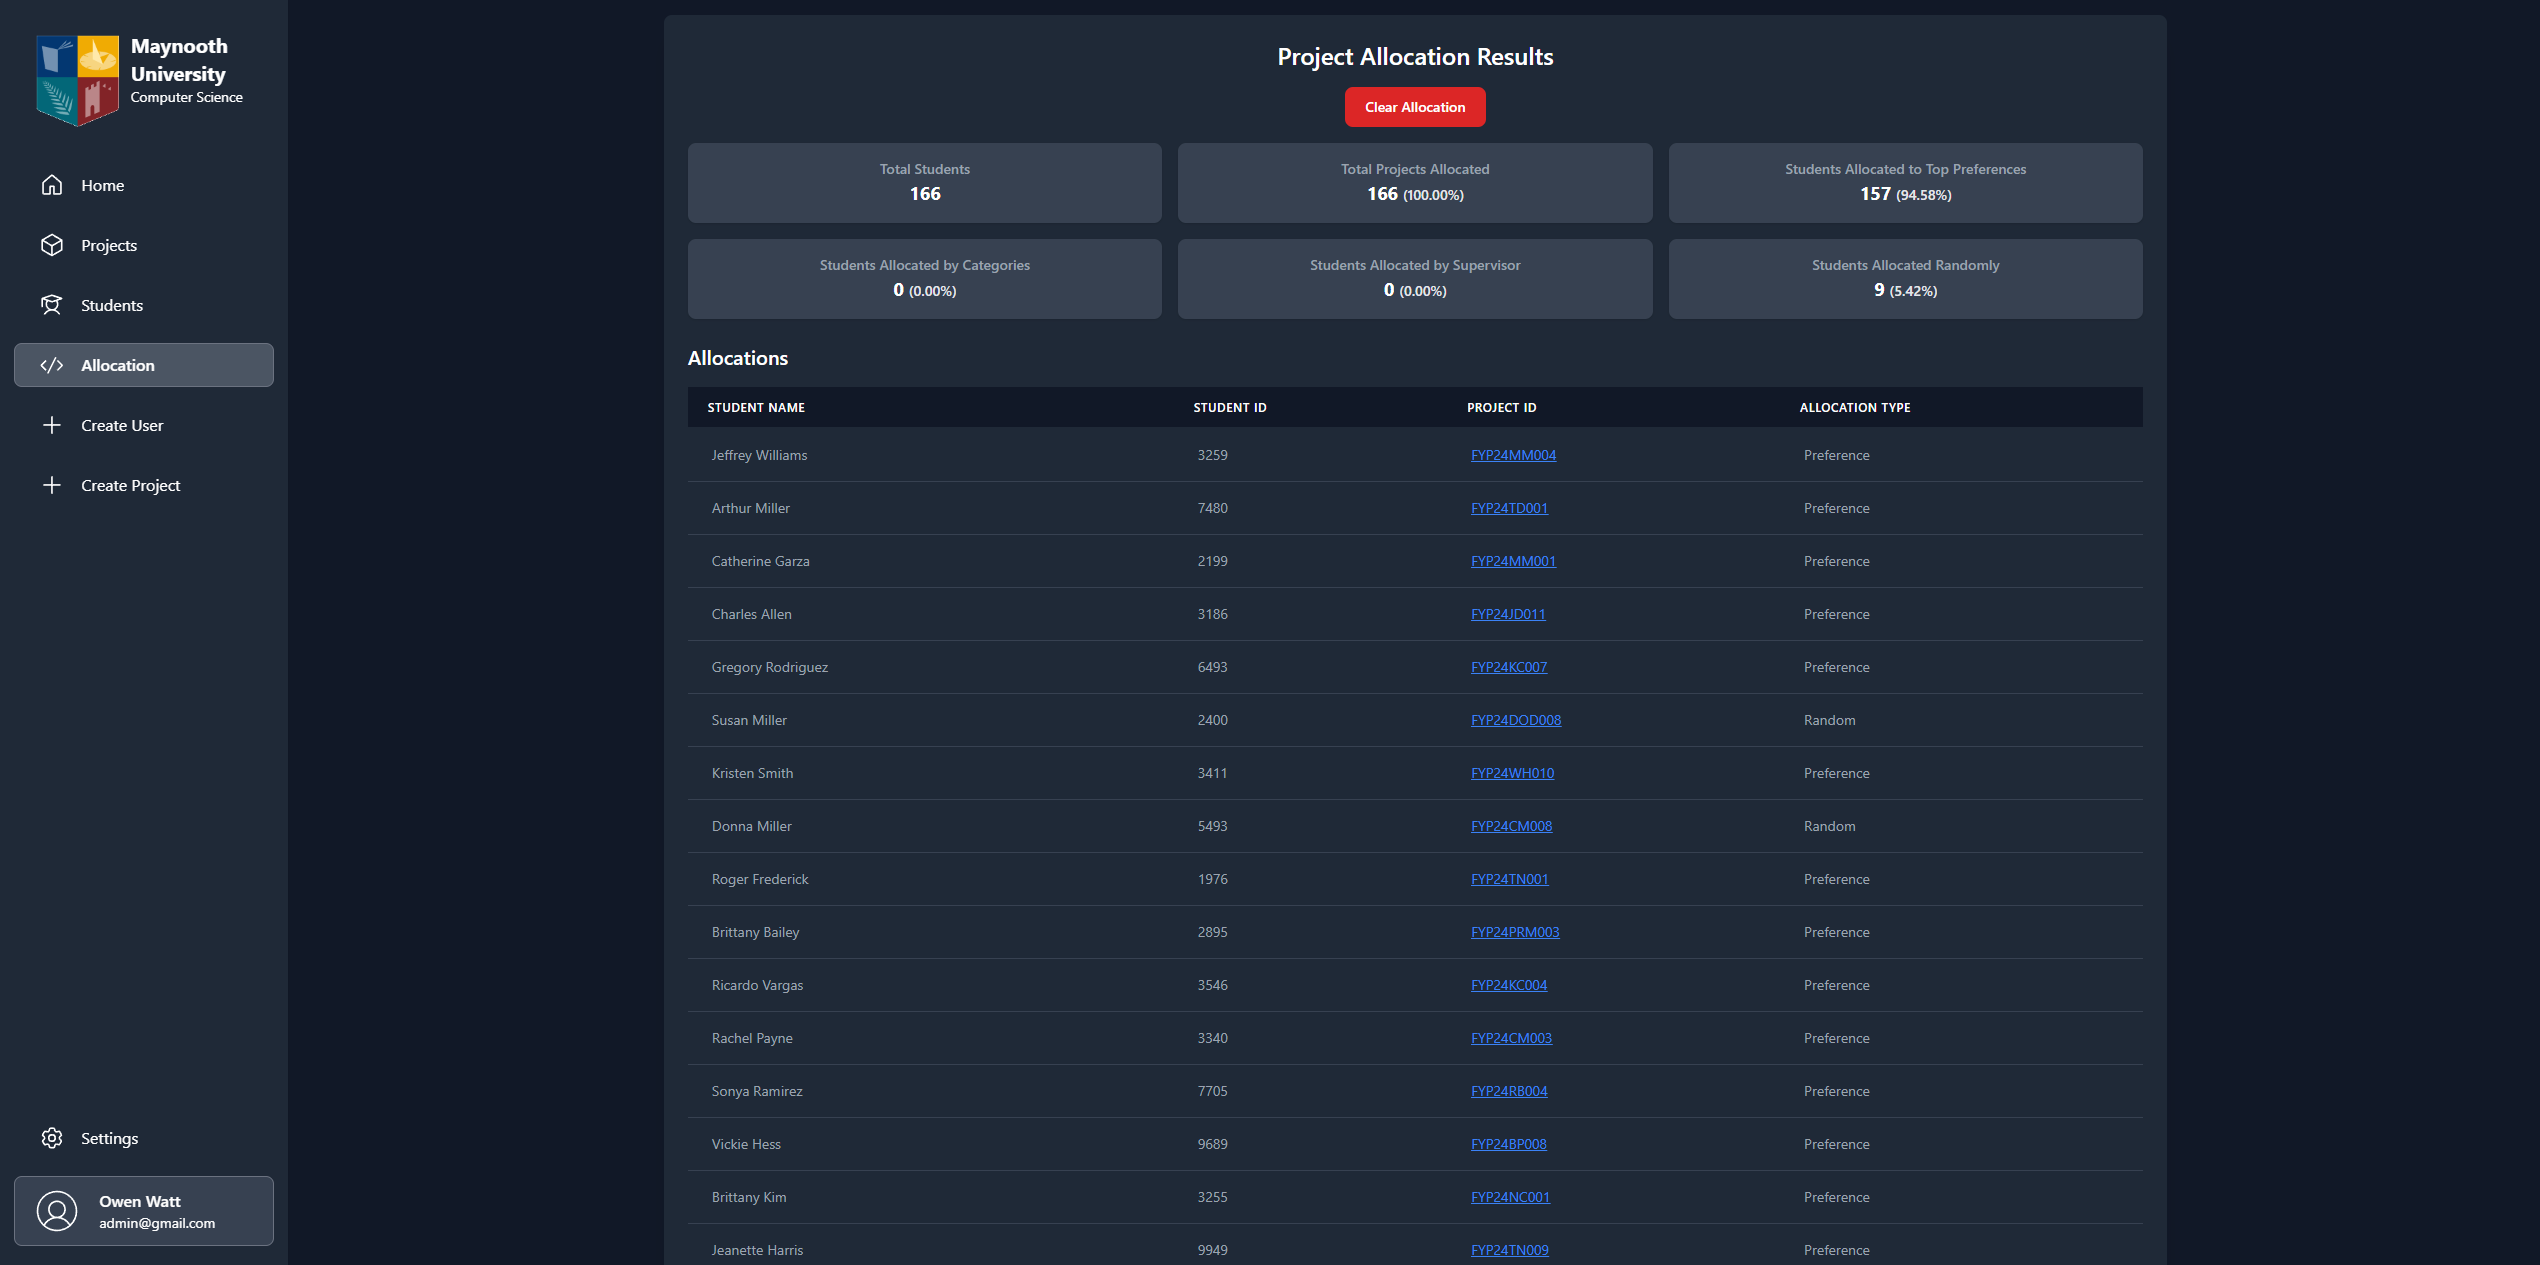 Maynooth
University
Computer Science
Home
Projects
Students
Allocation
Create User
Create Project
Settings
Owen Watt
admin@gmail.com
Project Allocation Results
Clear Allocation
Total Students
166
Total Projects Allocated
166 (100.00%)
Students Allocated to Top Preferences
157 (94.58%)
Students Allocated by Categories
0 (0.00%)
Students Allocated by Supervisor
0 (0.00%)
Students Allocated Randomly
9 (5.42%)
Allocations
STUDENT NAME STUDENT ID PROJECT ID ALLOCATION TYPE
Jeffrey Williams 3259 FYP24MM004 Preference
Arthur Miller 7480 FYP24TD001 Preference
Catherine Garza 2199 FYP24MM001 Preference
Charles Allen 3186 FYP24JD011 Preference
Gregory Rodriguez 6493 FYP24KC007 Preference
Susan Miller 2400 FYP24DOD008 Random
Kristen Smith 3411 FYP24WH010 Preference
Donna Miller 5493 FYP24CM008 Random
Roger Frederick 1976 FYP24TN001 Preference
Brittany Bailey 2895 FYP24PRM003 Preference
Ricardo Vargas 3546 FYP24KC004 Preference
Rachel Payne 3340 FYP24CM003 Preference
Sonya Ramirez 7705 FYP24RB004 Preference
Vickie Hess 9689 FYP24BP008 Preference
Brittany Kim 3255 FYP24NC001 Preference
Jeanette Harris 9949 FYP24TN009 Preference